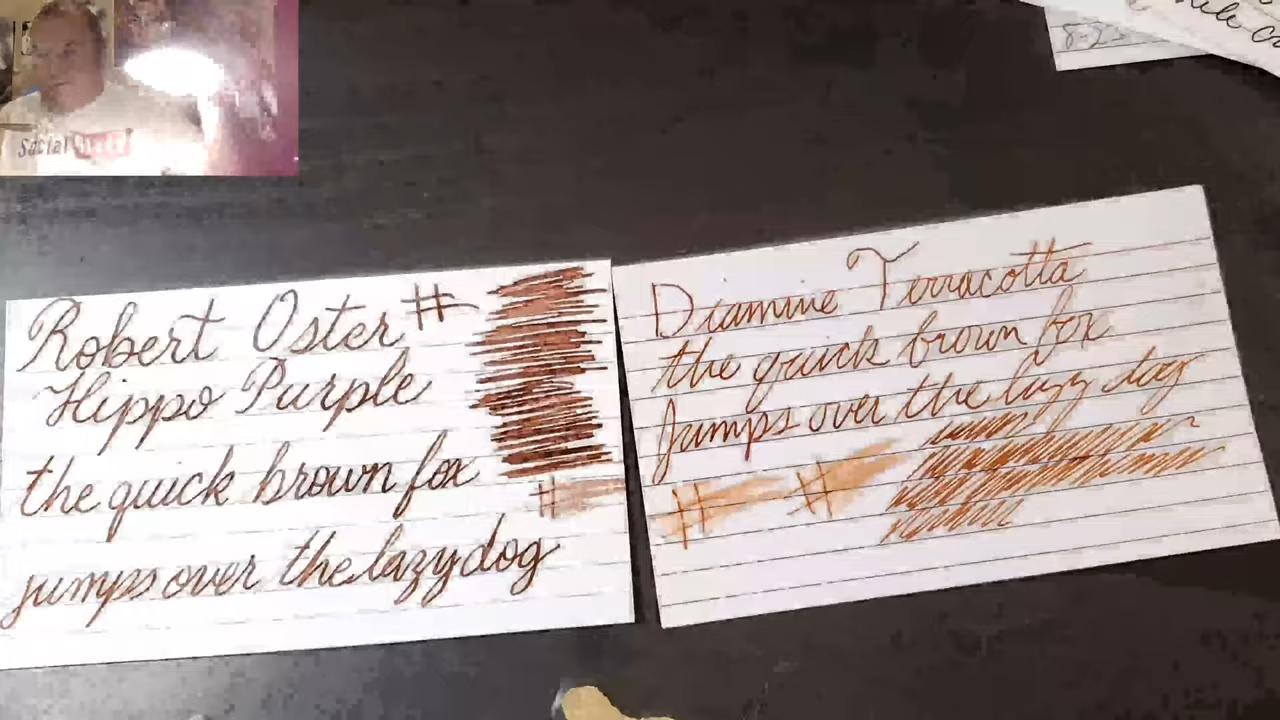 Social
Robert Oster #
Hippo Purple
the quick brown fox
#
jumps over the lazy dog
Diamine Terracotta
the quick brown fox
Jumps over the lazy dog
# #